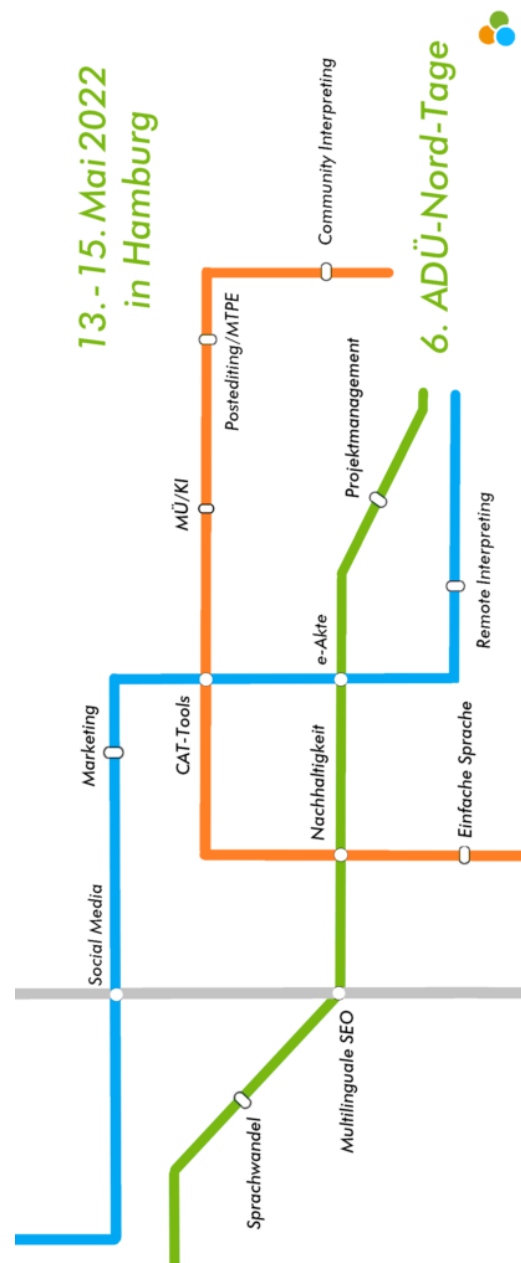 13.-15. Mai 2022
in Hamburg
6. ADÜ-Nord-Tage
Community Interpreting
Postediting/MTPE
MÜ/KI
Projektmanagement
Remote Interpreting
e-Akte
CAT-Tools
Marketing
Nachhaltigkeit
Einfache Sprache
Social Media
Multilinguale SEO
Sprachwandel